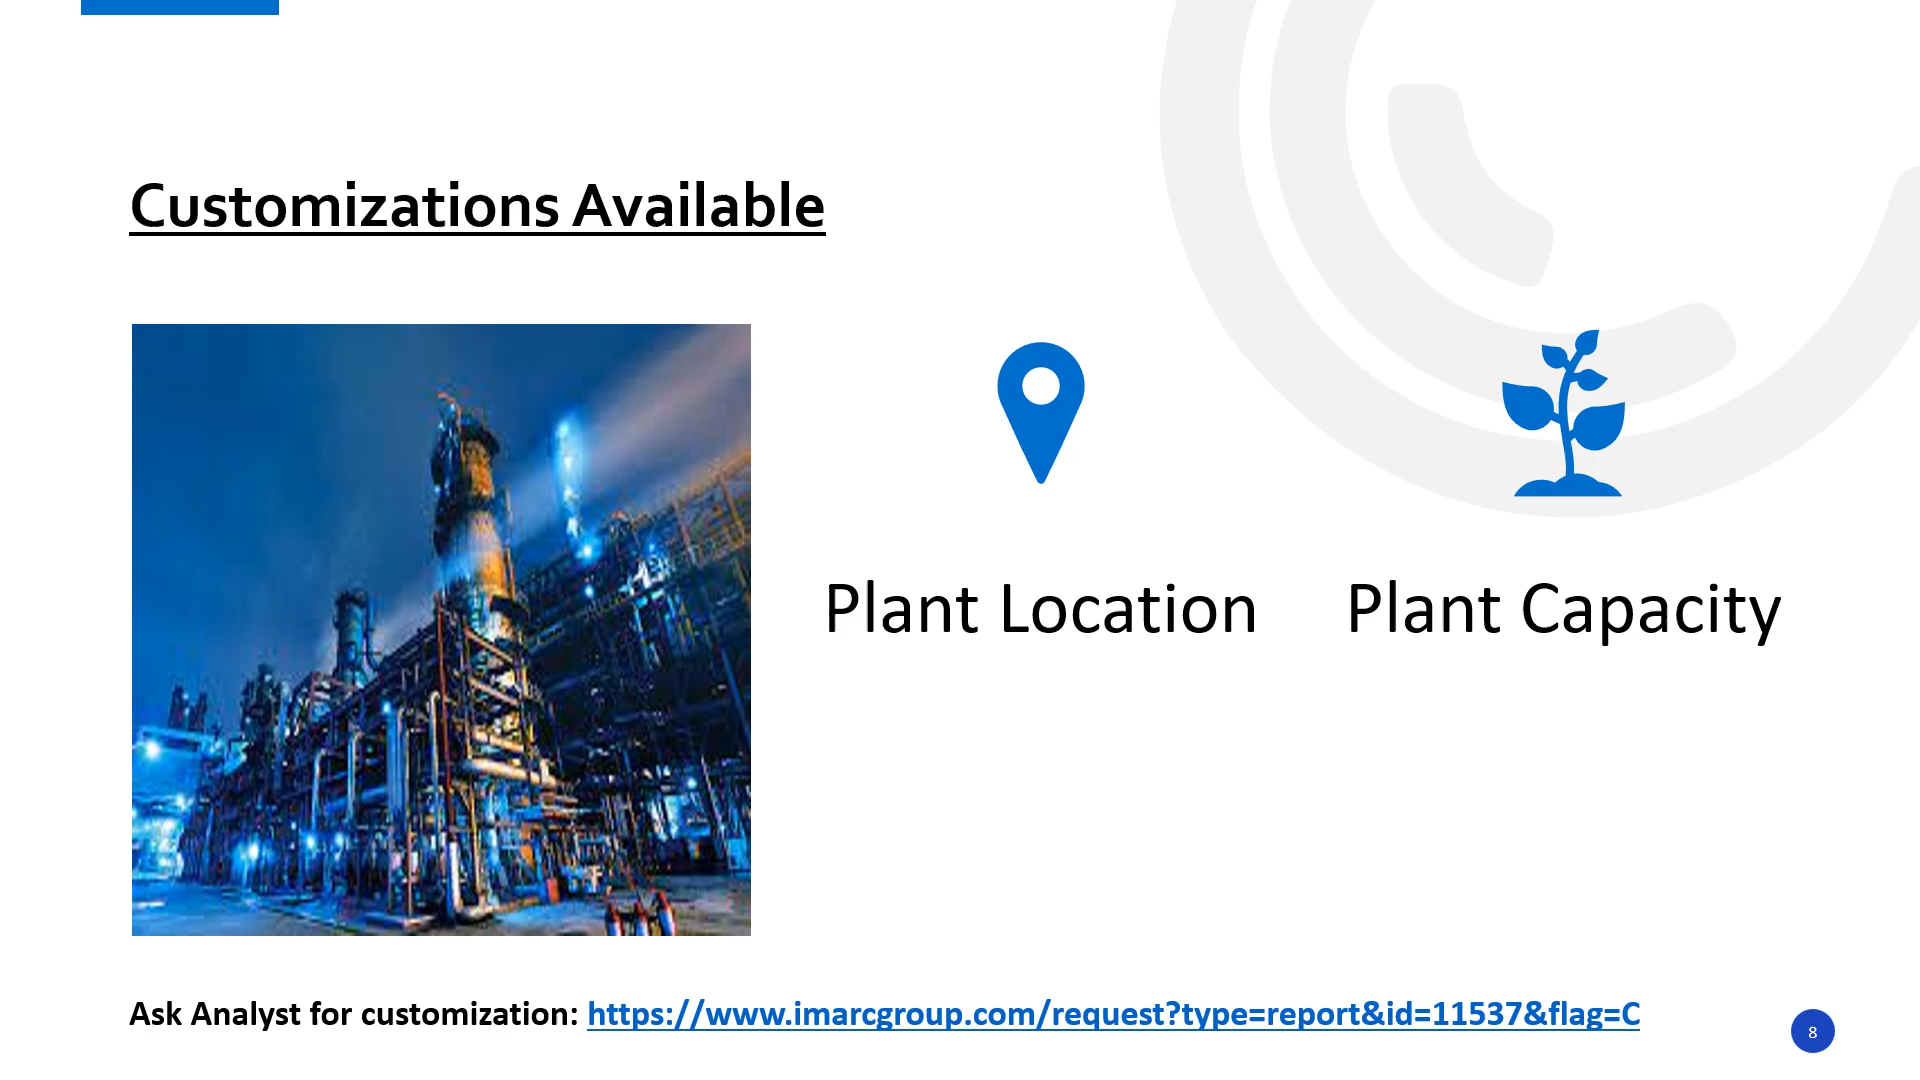 Customizations Available
Plant Location
Plant Capacity
Ask Analyst for customization: https://www.imarcgroup.com/request?type=report&id=11537&flag=C
8